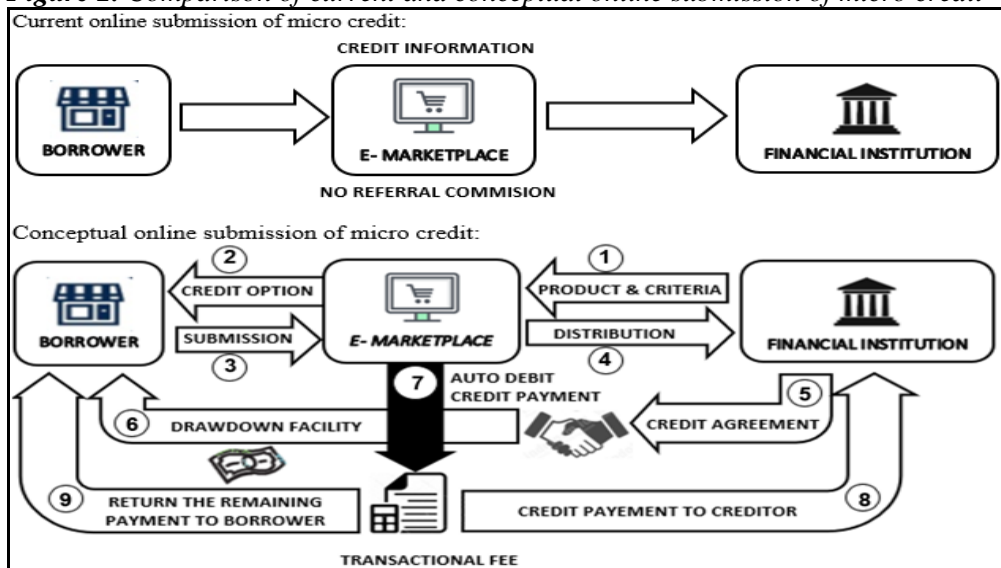 Figure 2. Comparison of current and conceptual online submission of micro credit
Current online submission of micro credit:
CREDIT INFORMATION
BORROWER
E- MARKETPLACE
FINANCIAL INSTITUTION
NO REFERRAL COMMISION
Conceptual online submission of micro credit:
2
1
CREDIT OPTION
PRODUCT & CRITERIA
SUBMISSION
DISTRIBUTION
BORROWER
E- MARKETPLACE
FINANCIAL INSTITUTION
3
4
7
AUTO DEBIT
CREDIT PAYMENT
5
6
DRAWDOWN FACILITY
CREDIT AGREEMENT
9
RETURN THE REMAINING
PAYMENT TO BORROWER
CREDIT PAYEMENT TO CREDITOR
8
TRANSACTIONAL FEE